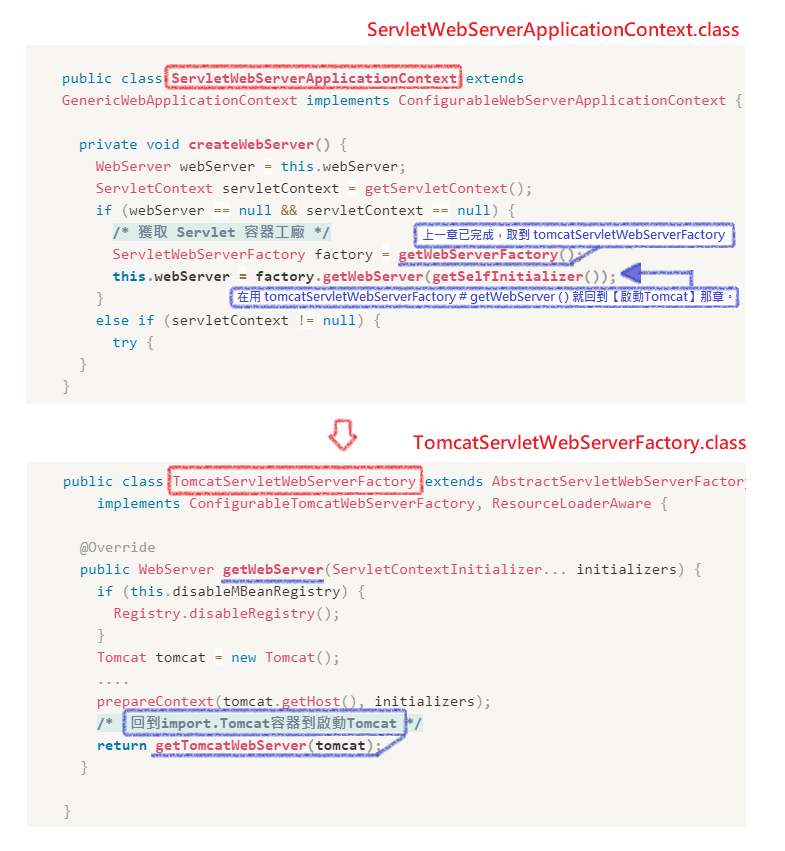 ServletWebServerApplicationContext.class
public class ServletWebServerApplicationContext extends
GenericWebApplicationContext implements ConfigurableWebServerApplicationContext {
private void createWebServer() {
WebServer webServer = this.webServer;
ServletContext servletContext = getServletContext();
if (webServer == null && servletContext == null) {
/* 獲取 Servlet 容器工廠 */
上一章已完成，取到 tomcatServletWebServerFactory
ServletWebServerFactory factory = getWebServerFactory();
this.webServer = factory.getWebServer(getSelfInitializer());
}
在用 tomcatServletWebServerFactory # getWebServer ( ) 就回到【啟動Tomcat】那章。
else if (servletContext != null) {
try {
}
}
TomcatServletWebServerFactory.class
public class TomcatServletWebServerFactory extends AbstractServletWebServerFactory
implements ConfigurableTomcatWebServerFactory, ResourceLoaderAware {
@Override
public WebServer getWebServer(ServletContextInitializer... initializers) {
if (this.disableMBeanRegistry) {
Registry.disableRegistry();
}
Tomcat tomcat = new Tomcat();
....
prepareContext(tomcat.getHost(), initializers);
/* 回到import.Tomcat容器到啟動Tomcat */
return getTomcatWebServer(tomcat);
}
}